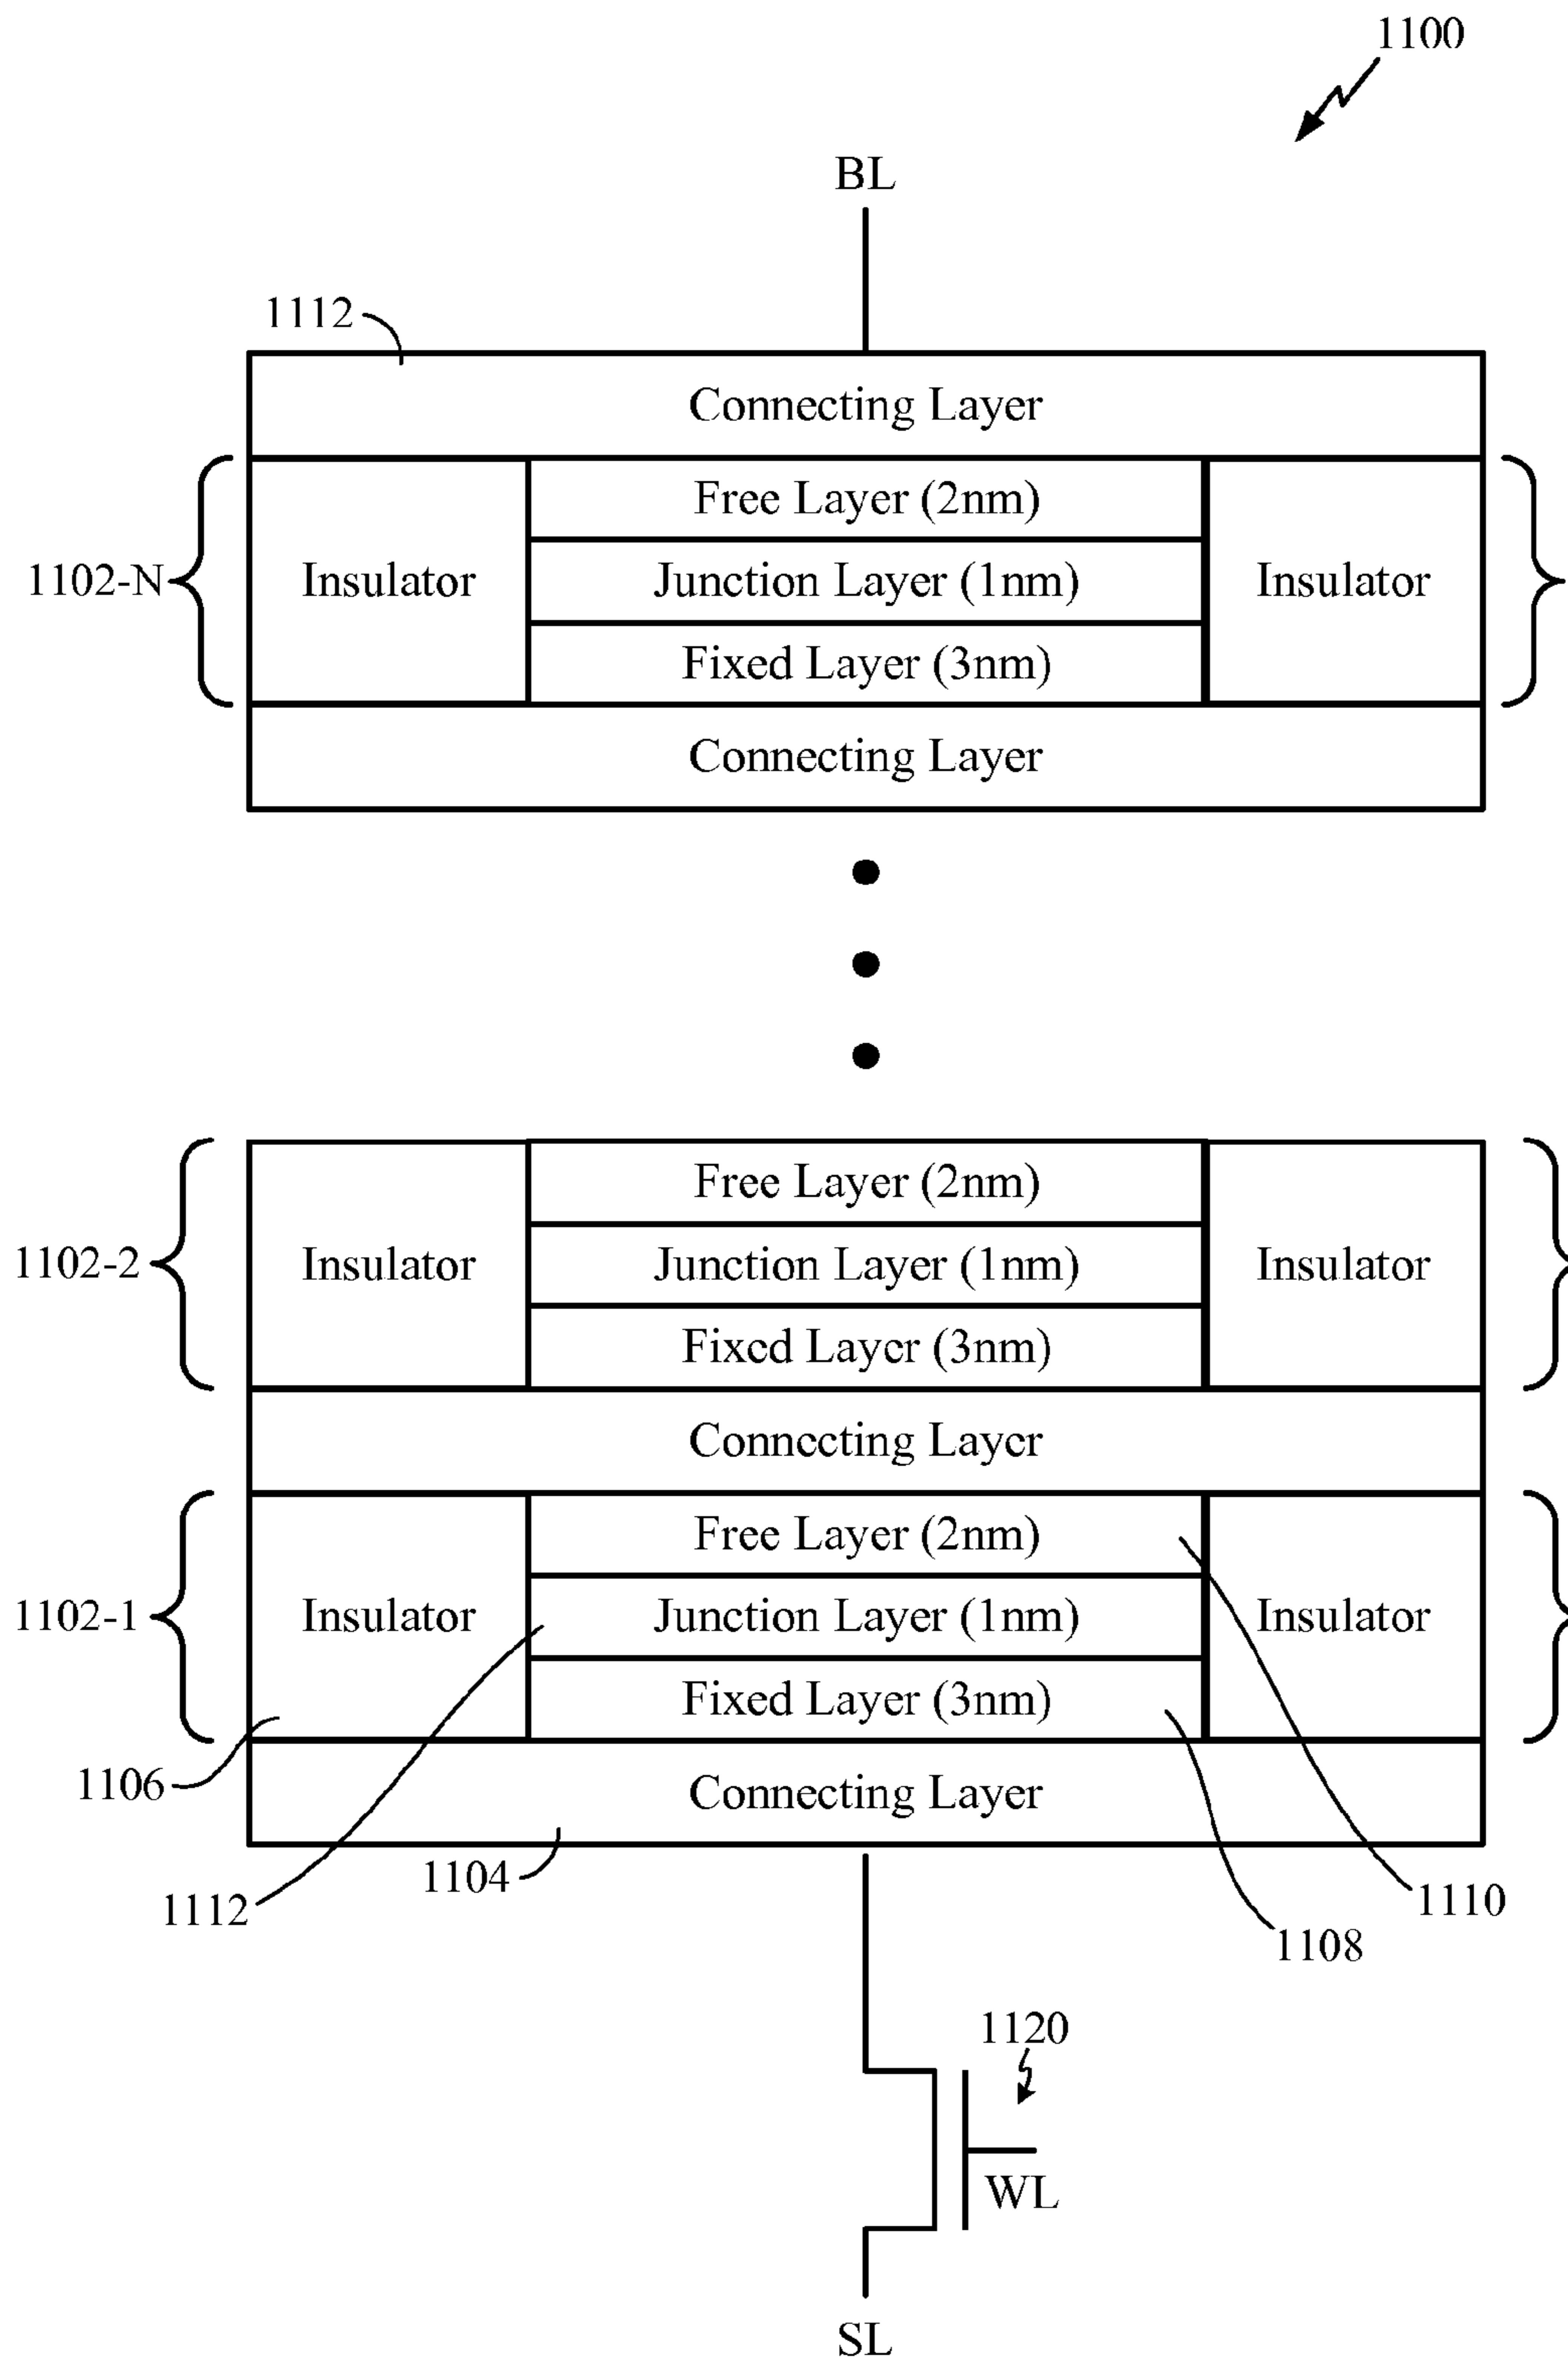 1100
BL
1112
Connecting Layer
Free Layer (2nm)
1102-N
Insulator
Junction Layer (1nm)
Insulator
Fixed Layer (3nm)
Connecting Layer
Free Layer (2nm)
1102-2
Insulator
Junction Layer (1nm)
Insulator
Fixed Layer (3nm)
Connecting Layer
Free Layer (2nm)
1102-1
Insulator
Junction Layer (1nm)
Insulator
Fixed Layer (3nm)
1106
Connecting Layer
1104
1112
1110
1108
1120
WL
SL